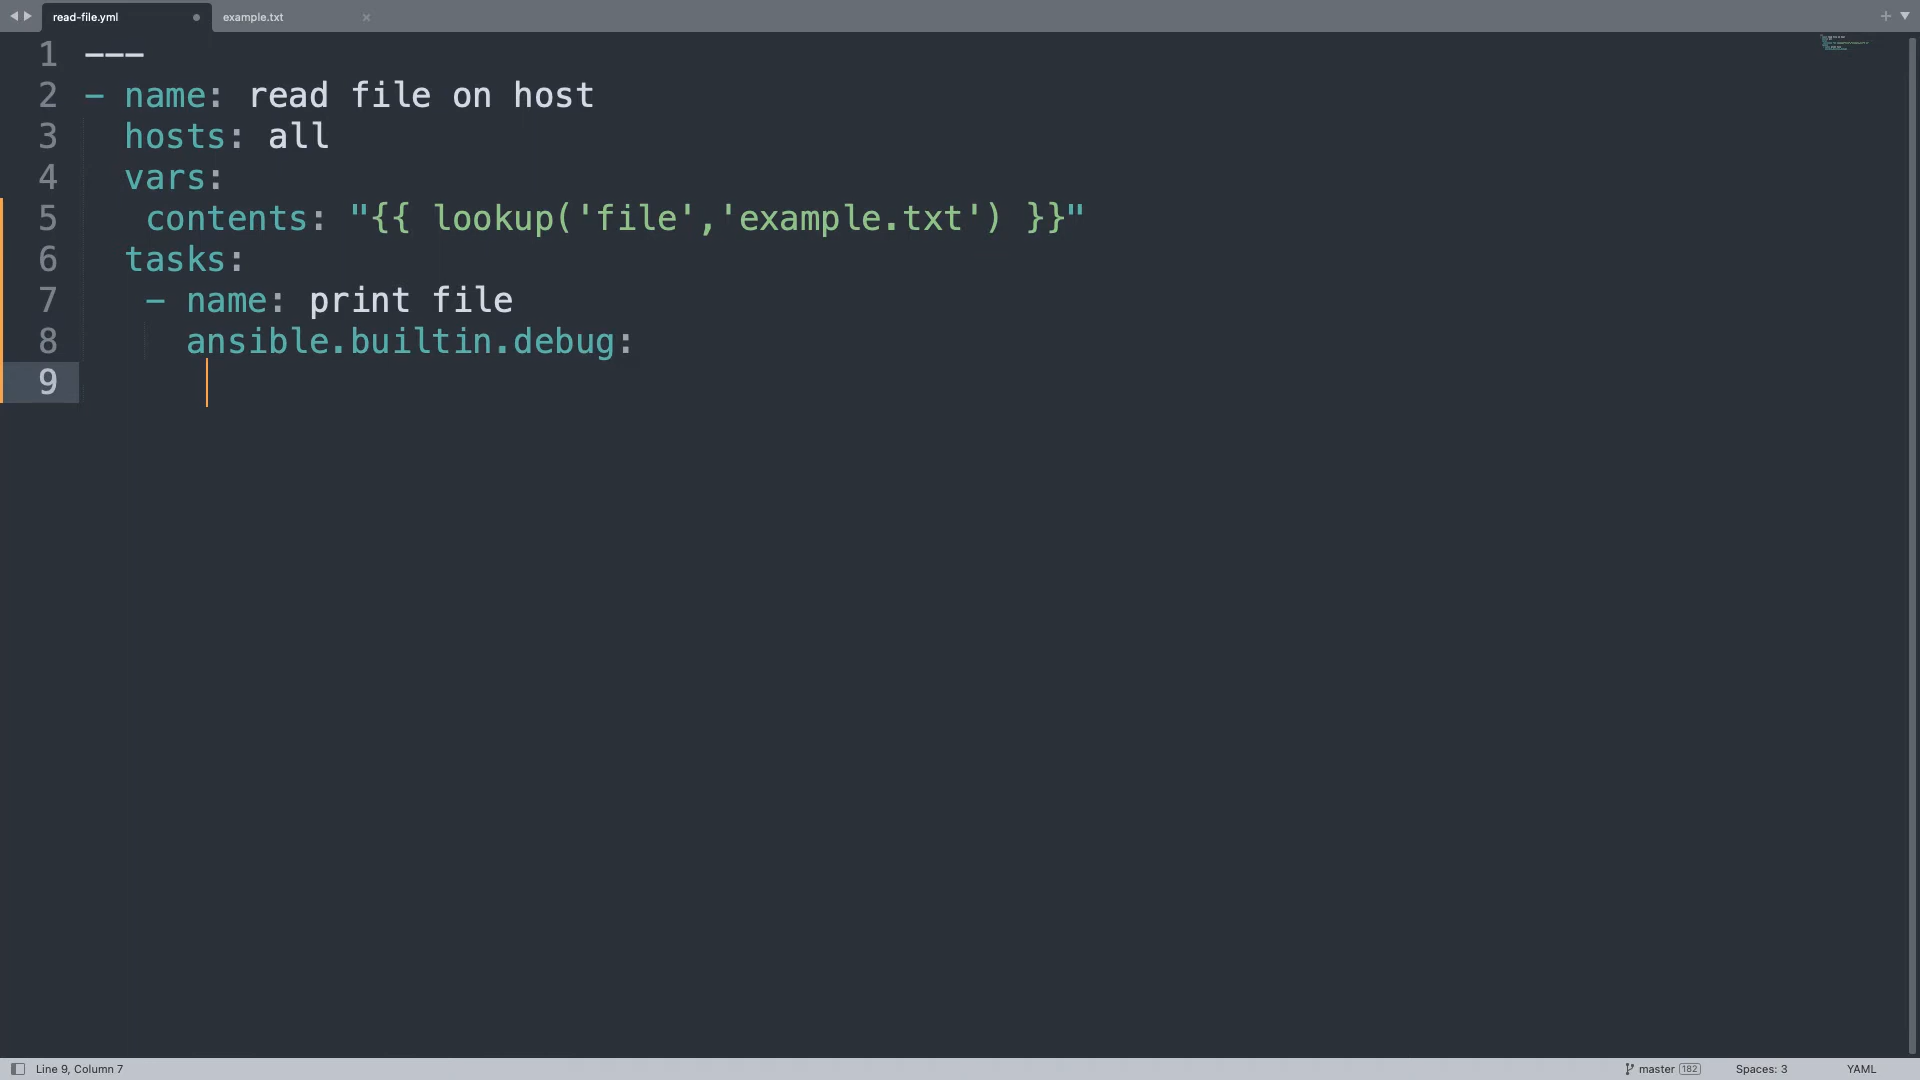 read-file.yml
example.txt
1 ---
2 - name: read file on host
3 hosts: all
4 vars:
5 contents: "{{ lookup('file','example.txt') }}"
6 tasks:
7 - name: print file
8 ansible.builtin.debug:
9
Line 9, Column 7
master 182
Spaces: 3
YAML